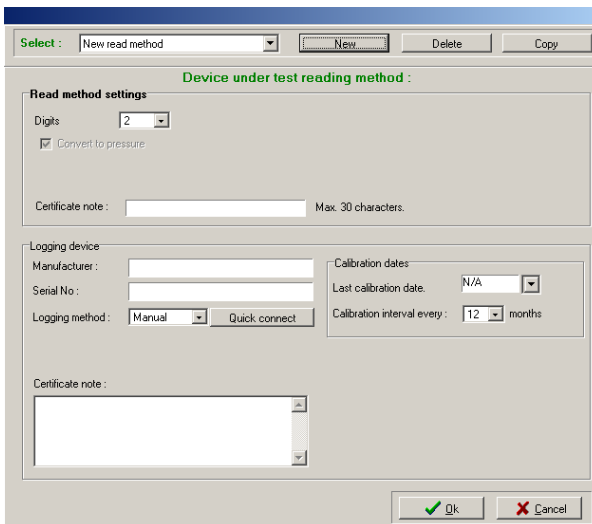 Select : New read method New Delete Copy
Device under test reading method :
Read method settings
Digits 2
Convert to pressure
Certificate note : Max. 30 characters.
Logging device
Manufacturer :
Serial No :
Logging method : Manual Quick connect
Calibration dates
Last calibration date. N/A
Calibration interval every : 12 months
Certificate note :
Ok Cancel